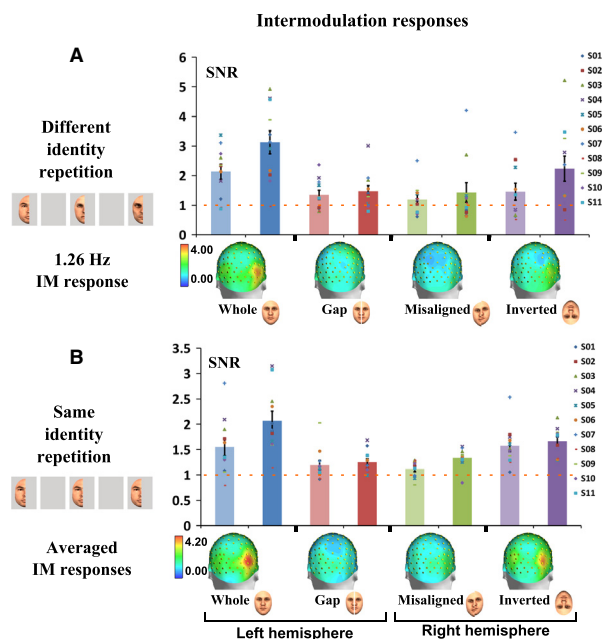 Intermodulation responses
A
Different
identity
repetition
1.26 Hz
IM response
SNR
6
5
4
3
2
1
0
S01
S02
S03
S04
S05
S06
S07
S08
S09
S10
S11
4.00
0.00
Whole
Gap
Misaligned
Inverted
B
Same
identity
repetition
Averaged
IM responses
SNR
3.5
3
2.5
2
1.5
1
0.5
0
S01
S02
S03
S04
S05
S06
S07
S08
S09
S10
S11
4.20
0.00
Whole
Gap
Misaligned
Inverted
Left hemisphere
Right hemisphere